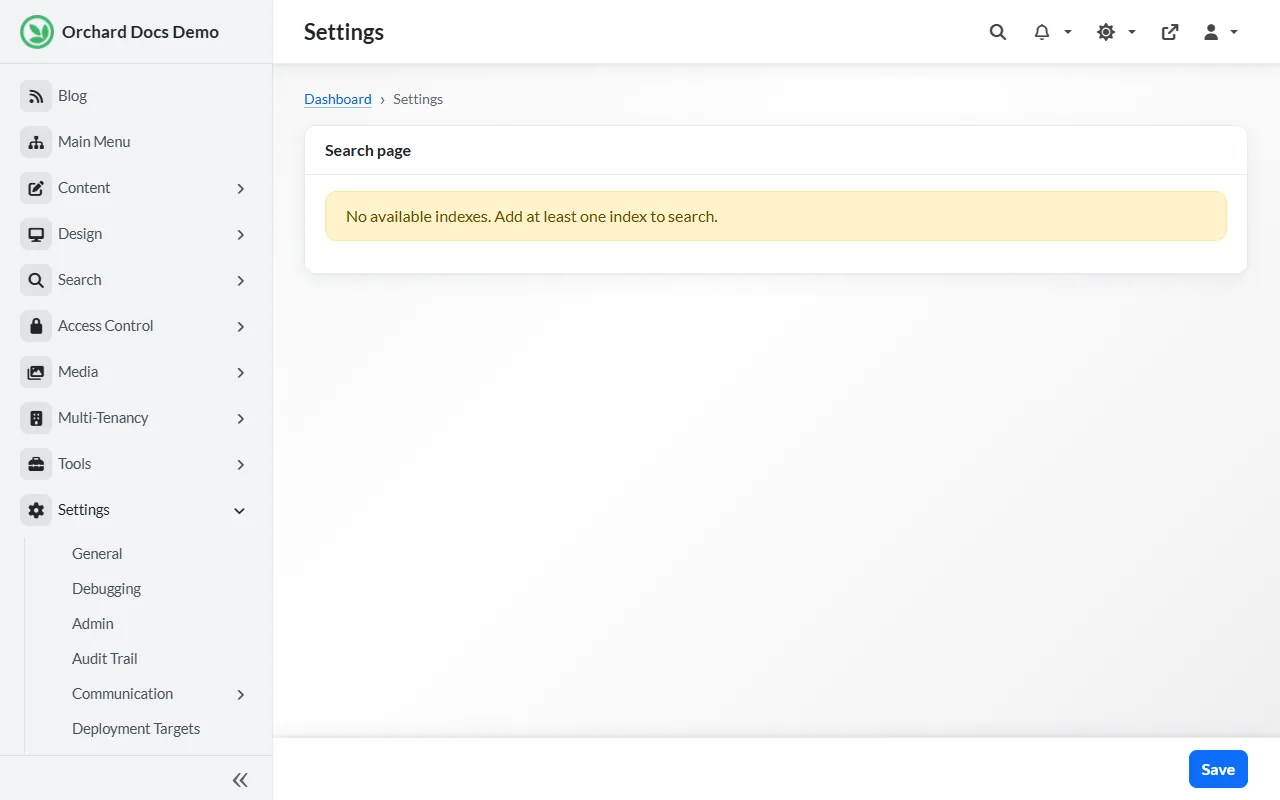 Orchard Docs Demo
Settings
Blog
Main Menu
Content
Design
Search
Access Control
Media
Multi-Tenancy
Tools
Settings
General
Debugging
Admin
Audit Trail
Communication
Deployment Targets
Dashboard › Settings
Search page
No available indexes. Add at least one index to search.
Save